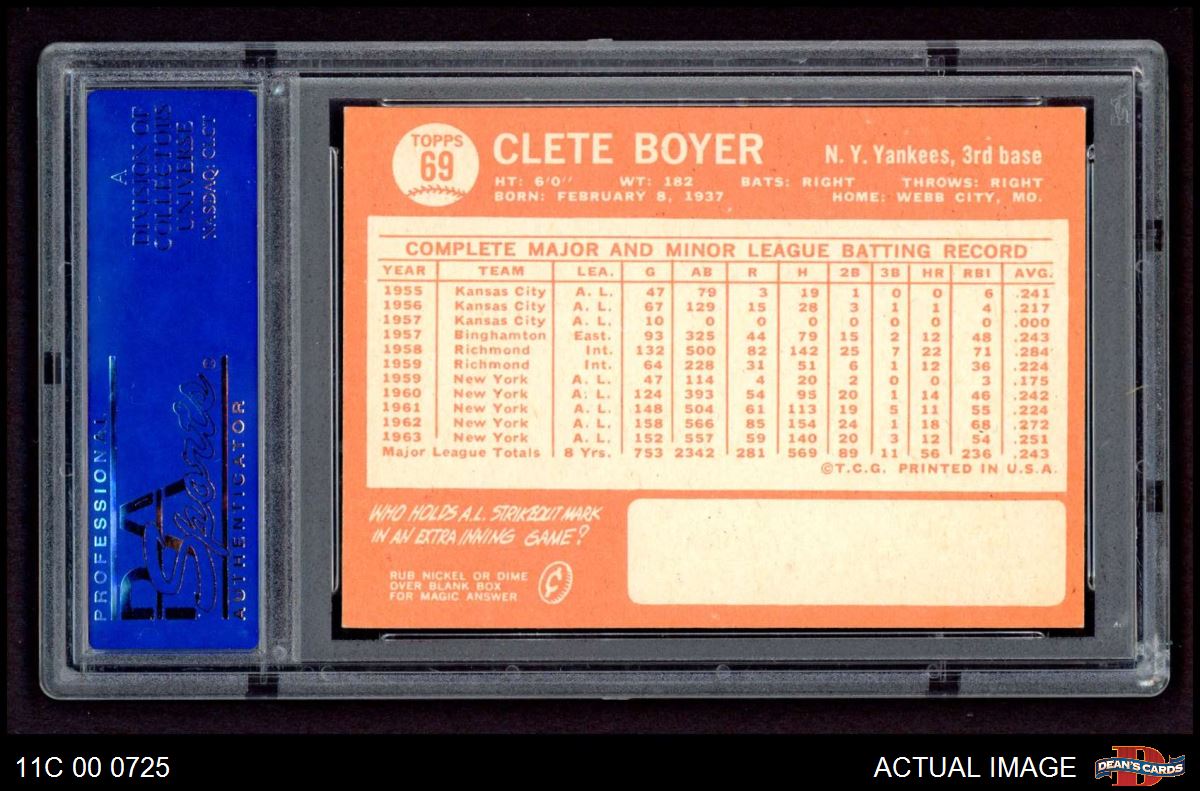 A
DIVISION OF
COLLECTORS
UNIVERSE
NASDAQ: CLCT
PROFESSIONAL
PSA
Sports
®
AUTHENTICATOR
TOPPS
69
CLETE BOYER
N. Y. Yankees, 3rd base
HT: 6'0" WT: 182 BATS: RIGHT THROWS: RIGHT
BORN: FEBRUARY 8, 1937 HOME: WEBB CITY, MO.
COMPLETE MAJOR AND MINOR LEAGUE BATTING RECORD
YEAR TEAM LEA. G AB R H 2B 3B HR RBI AVG.
1955 Kansas City A. L. 47 79 3 19 1 0 0 6 .241
1956 Kansas City A. L. 67 129 15 28 3 1 1 4 .217
1957 Kansas City A. L. 10 0 0 0 0 0 0 0 .000
1957 Binghamton East. 93 325 44 79 15 2 12 48 .243
1958 Richmond Int. 132 500 82 142 25 7 22 71 .284
1959 Richmond Int. 64 228 31 51 6 1 12 36 .224
1959 New York A. L. 47 114 4 20 2 0 0 3 .175
1960 New York A. L. 124 393 54 95 20 1 14 46 .242
1961 New York A. L. 148 504 61 113 19 5 11 55 .224
1962 New York A. L. 158 566 85 154 24 1 18 68 .272
1963 New York A. L. 152 557 59 140 20 3 12 54 .251
Major League Totals 8 Yrs. 753 2342 281 569 89 11 56 236 .243
©T.C.G. PRINTED IN U.S.A.
WHO HOLDS A.L. STRIKEOUT MARK
IN AN EXTRA INNING GAME?
RUB NICKEL OR DIME
OVER BLANK BOX
FOR MAGIC ANSWER
¢
11C 00 0725
ACTUAL IMAGE
D
DEAN'S CARDS